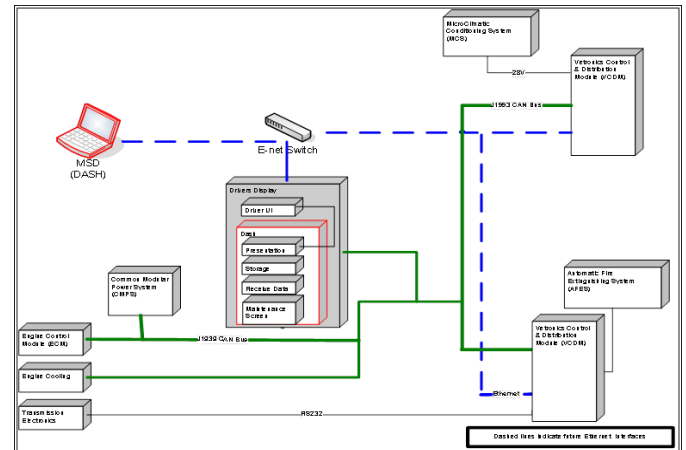 MicroClimatic
Conditioning System
(MCS)
Vetronics Control
& Distribution
Module (VCDM)
28V
J1993 CAN Bus
E-net Switch
MSD
(DASH)
Drivers Display
Driver UI
Dash
Presentation
Storage
Receive Data
Maintenance
Screen
Common Modular
Power System
(CMPS)
Automatic Fire
Extinguishing System
(AFES)
Engine Control
Module (ECM)
J1939 CAN Bus
Vetronics Control
& Distribution
Module (VCDM)
Engine Cooling
Ethernet
Transmission
Electronics
RS232
Dashed lines indicate future Ethernet Interfaces